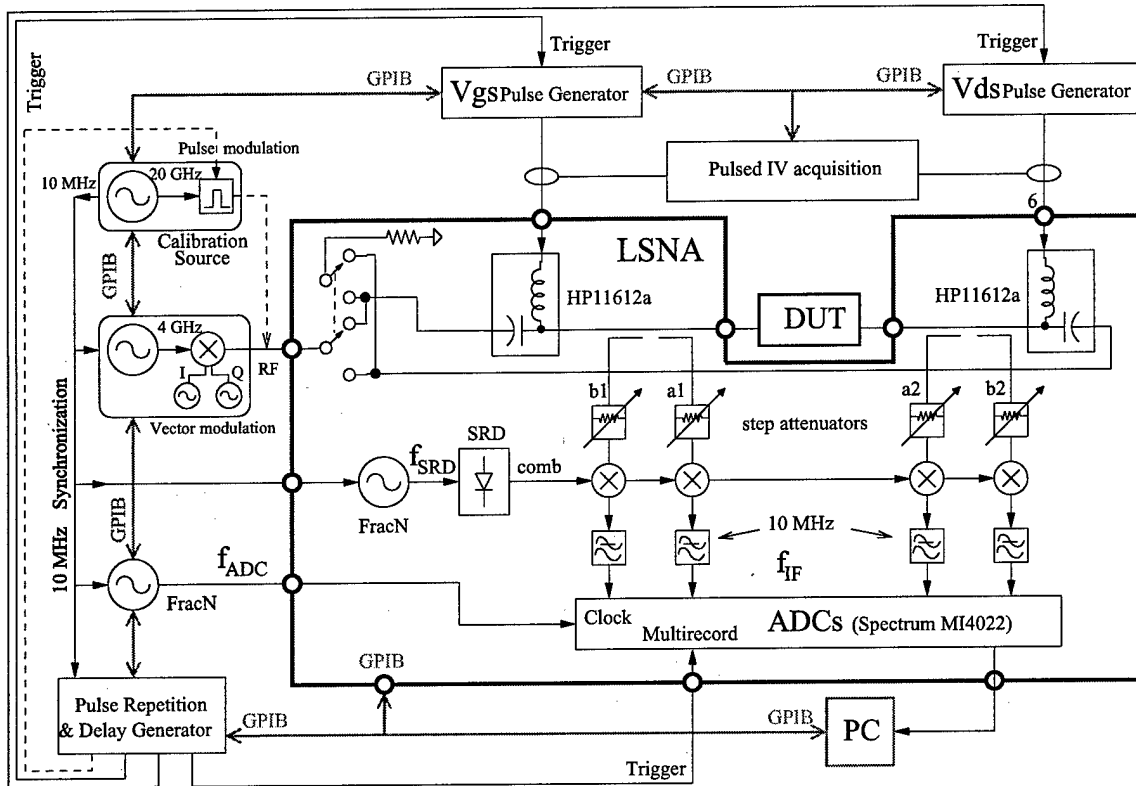 Trigger
Trigger
GPIB
GPIB
GPIB
Vgs Pulse Generator
Vds Pulse Generator
Trigger
Pulse modulation
Pulsed IV acquisition
10 MHz
20 GHz
Calibration
Source
6
LSNA
HP11612a
HP11612a
GPIB
DUT
4 GHz
I
Q
RF
Vector modulation
b1
a1
a2
b2
step attenuators
SRD
fSRD
comb
FracN
10 MHz Synchronization
GPIB
10 MHz
fADC
fIF
FracN
Clock
Multirecord
ADCs (Spectrum MI4022)
GPIB
Pulse Repetition
& Delay Generator
GPIB
GPIB
PC
Trigger